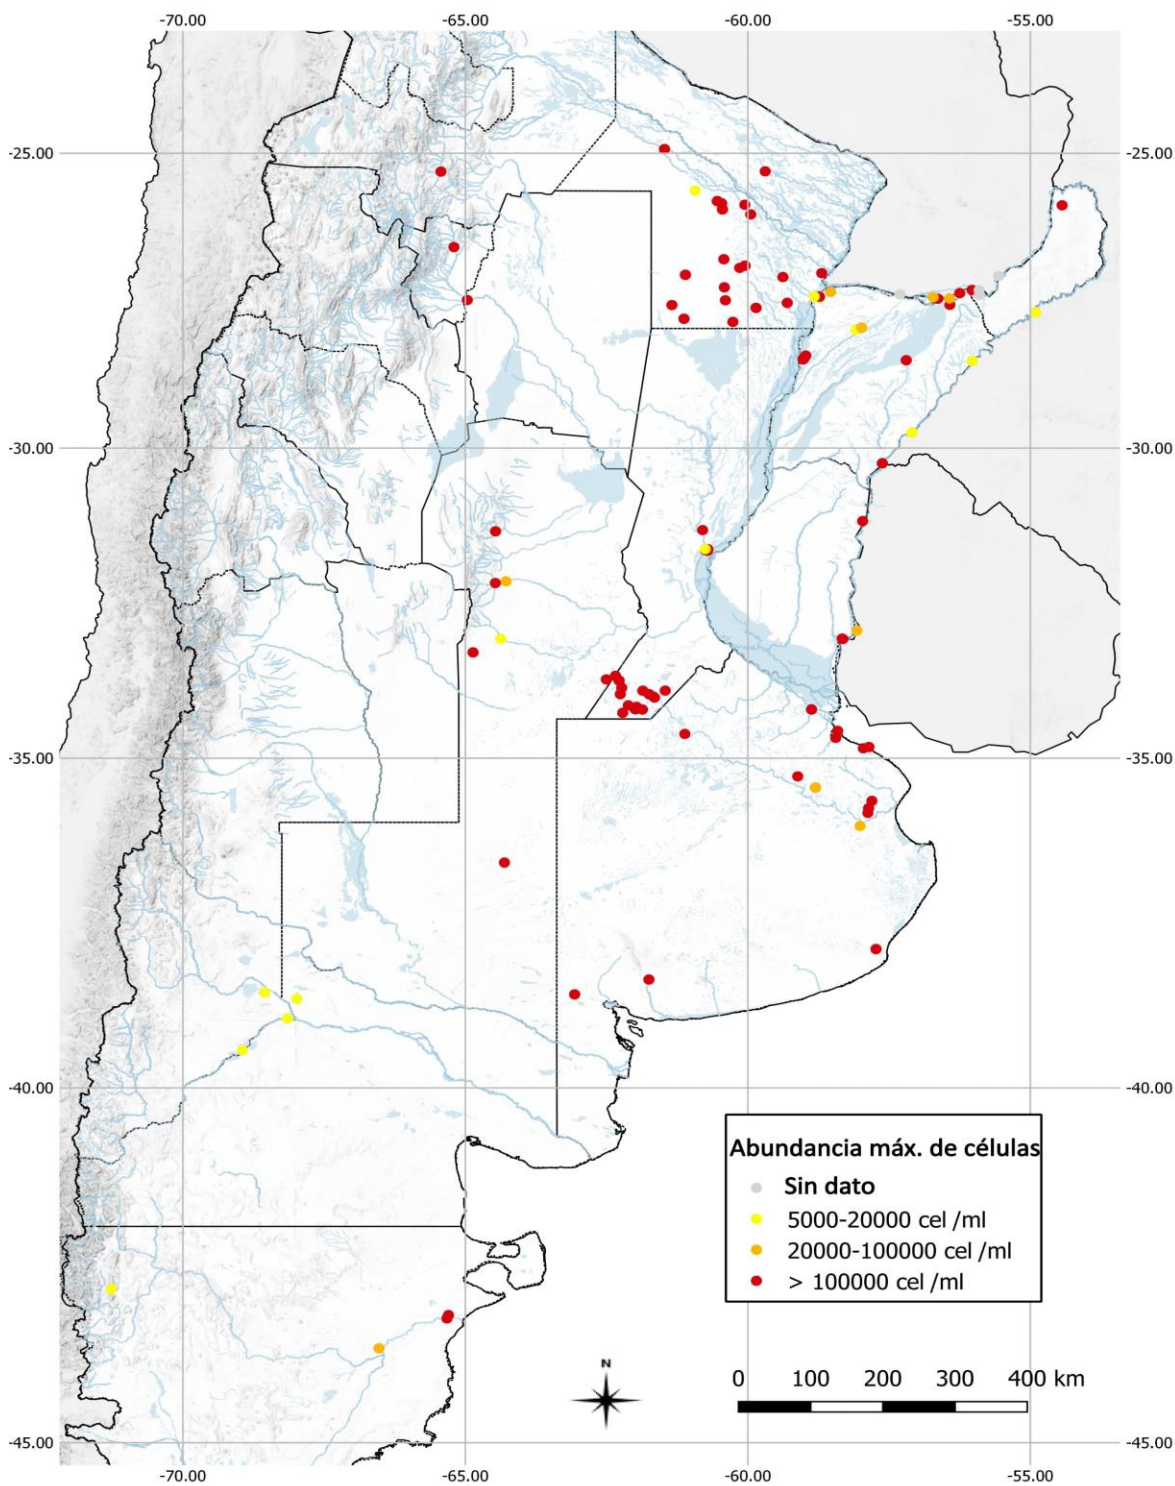 -70.00 -65.00 -60.00 -55.00
-25.00 -25.00
-30.00 -30.00
-35.00 -35.00
-40.00 -40.00
Abundancia máx. de células
Sin dato
5000-20000 cel /ml
20000-100000 cel /ml
> 100000 cel /ml
N
0 100 200 300 400 km
-45.00 -45.00
-70.00 -65.00 -60.00 -55.00